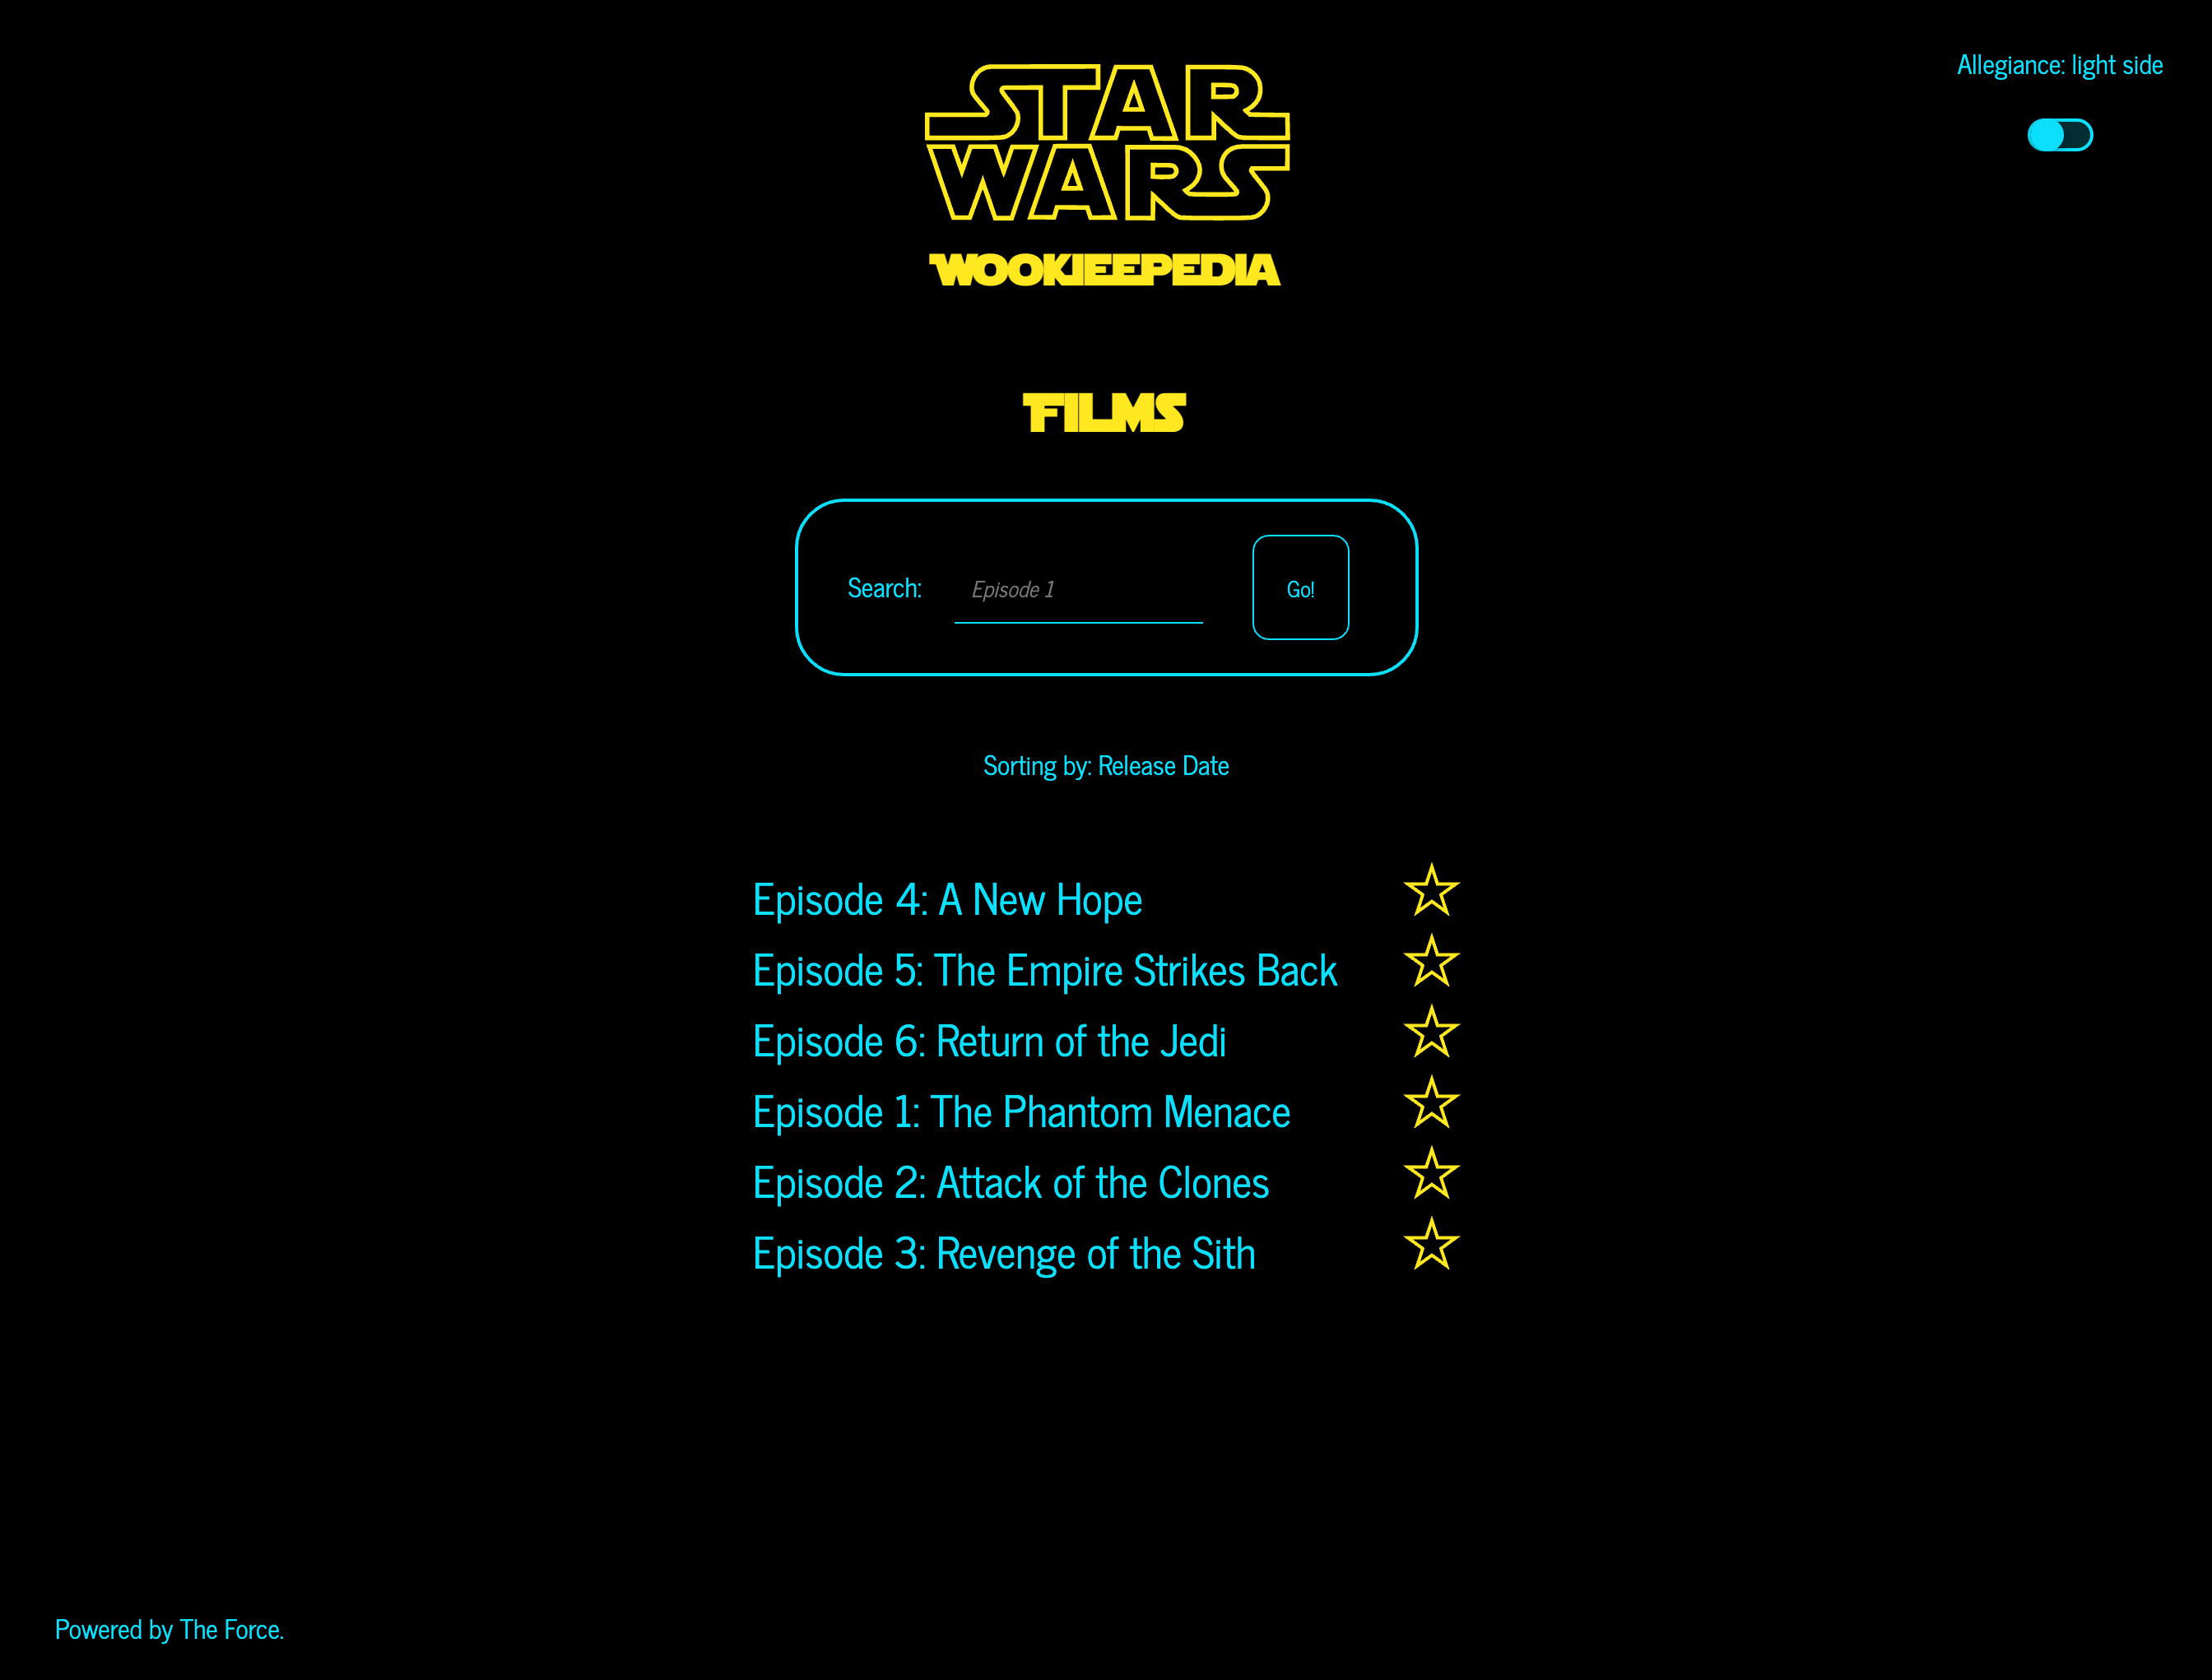 STAR
WARS
WOOKIEEPEDIA
Allegiance: light side
FILMS
Search:
Episode 1
Go!
Sorting by: Release Date
Episode 4: A New Hope
Episode 5: The Empire Strikes Back
Episode 6: Return of the Jedi
Episode 1: The Phantom Menace
Episode 2: Attack of the Clones
Episode 3: Revenge of the Sith
Powered by The Force.